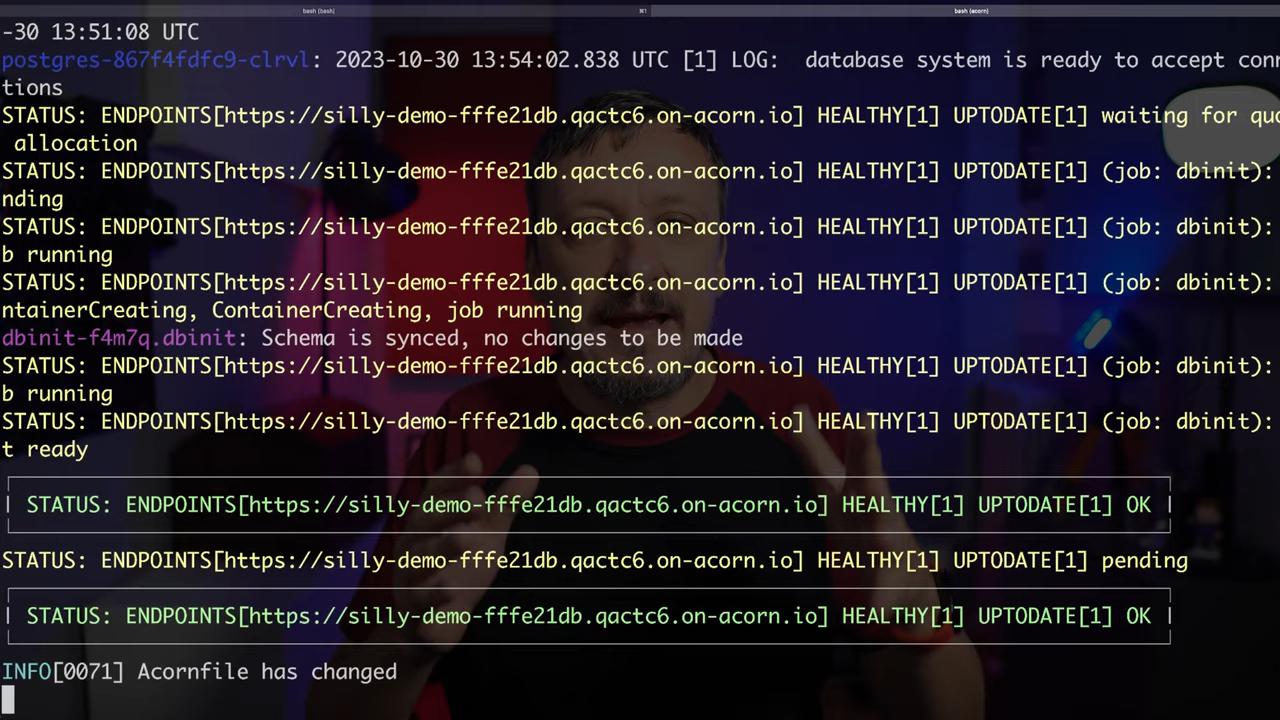 bash (bash) ⌘1 bash (acorn)
-30 13:51:08 UTC
postgres-867f4fdfc9-clrvl: 2023-10-30 13:54:02.838 UTC [1] LOG:  database system is ready to accept conn
tions
STATUS: ENDPOINTS[https://silly-demo-fffe21db.qactc6.on-acorn.io] HEALTHY[1] UPTODATE[1] waiting for quo
 allocation
STATUS: ENDPOINTS[https://silly-demo-fffe21db.qactc6.on-acorn.io] HEALTHY[1] UPTODATE[1] (job: dbinit):
nding
STATUS: ENDPOINTS[https://silly-demo-fffe21db.qactc6.on-acorn.io] HEALTHY[1] UPTODATE[1] (job: dbinit):
b running
STATUS: ENDPOINTS[https://silly-demo-fffe21db.qactc6.on-acorn.io] HEALTHY[1] UPTODATE[1] (job: dbinit):
ntainerCreating, ContainerCreating, job running
dbinit-f4m7q.dbinit: Schema is synced, no changes to be made
STATUS: ENDPOINTS[https://silly-demo-fffe21db.qactc6.on-acorn.io] HEALTHY[1] UPTODATE[1] (job: dbinit):
b running
STATUS: ENDPOINTS[https://silly-demo-fffe21db.qactc6.on-acorn.io] HEALTHY[1] UPTODATE[1] (job: dbinit):
t ready
STATUS: ENDPOINTS[https://silly-demo-fffe21db.qactc6.on-acorn.io] HEALTHY[1] UPTODATE[1] OK
STATUS: ENDPOINTS[https://silly-demo-fffe21db.qactc6.on-acorn.io] HEALTHY[1] UPTODATE[1] pending
STATUS: ENDPOINTS[https://silly-demo-fffe21db.qactc6.on-acorn.io] HEALTHY[1] UPTODATE[1] OK
INFO[0071] Acornfile has changed